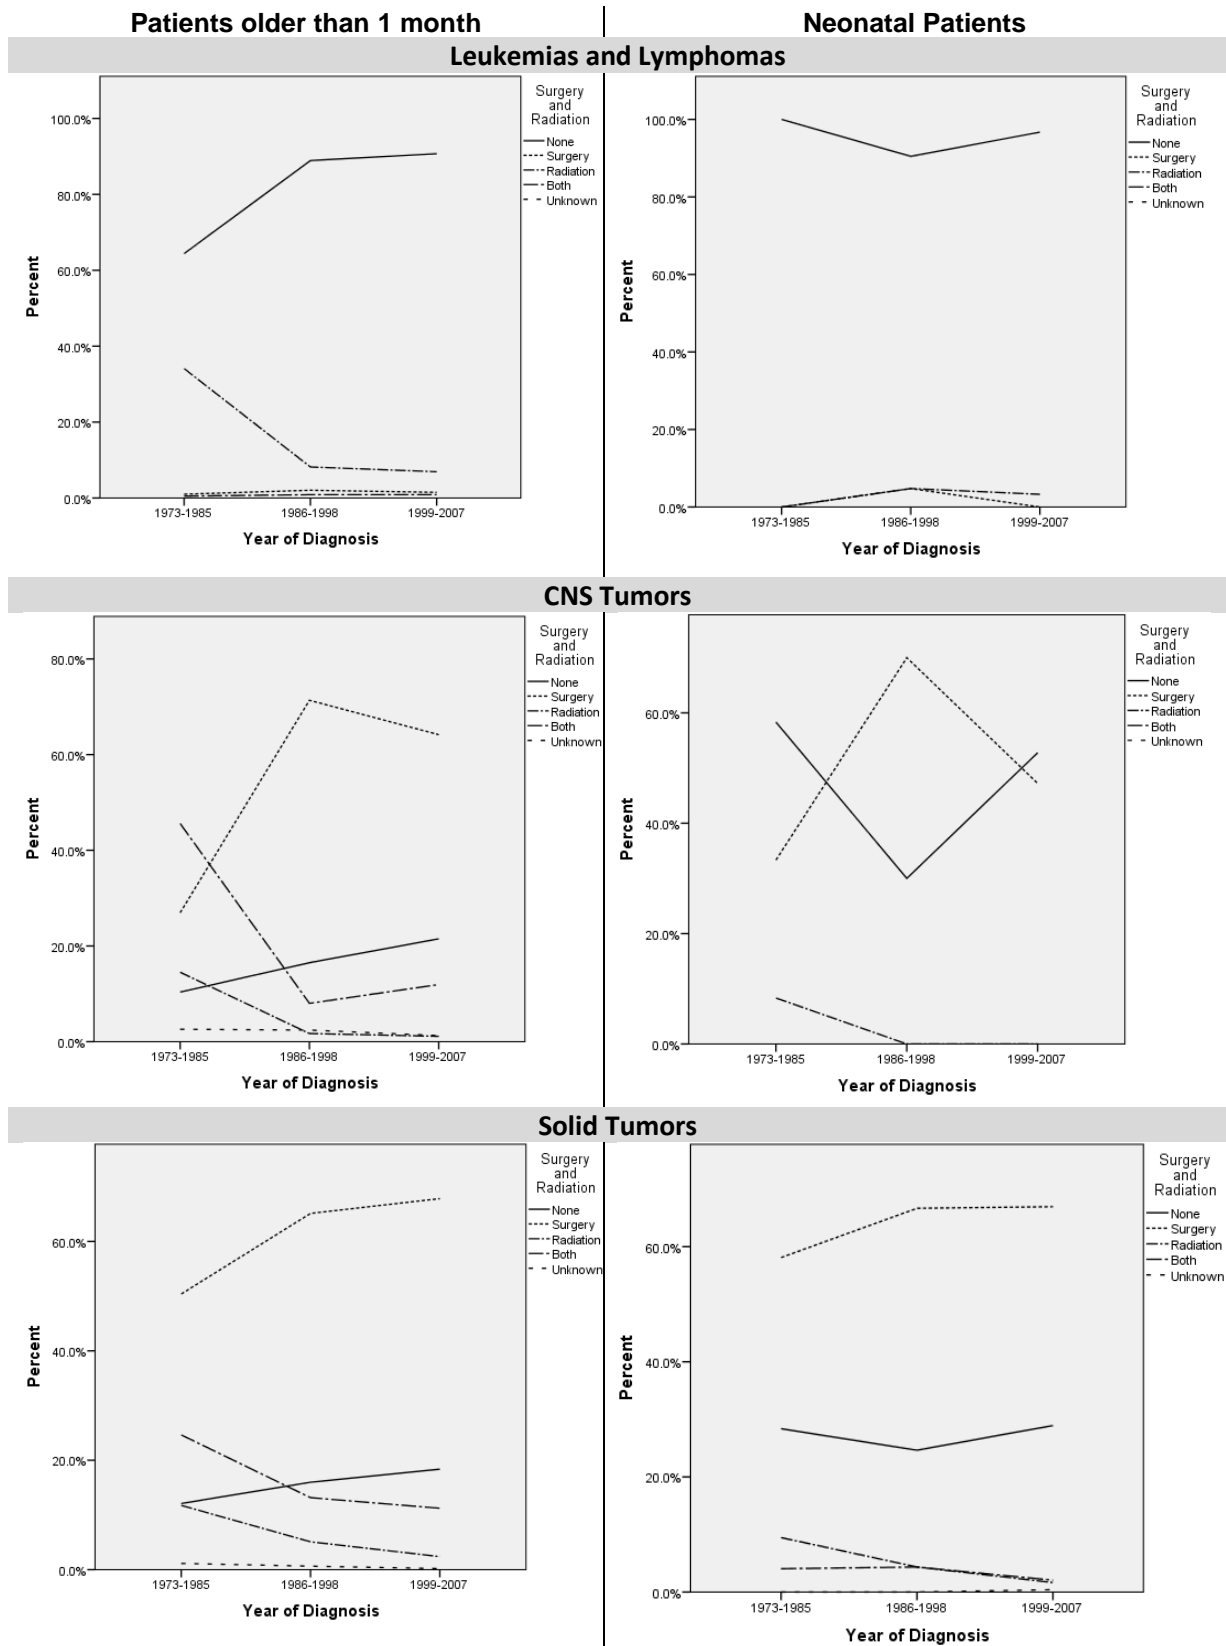 Patients older than 1 month
Neonatal Patients
Leukemias and Lymphomas
Surgery
and
Radiation
None
Surgery
Radiation
Both
Unknown
100.0%
80.0%
60.0%
40.0%
20.0%
0.0%
Percent
1973-1985 1986-1998 1999-2007
Year of Diagnosis
Surgery
and
Radiation
None
Surgery
Radiation
Both
Unknown
100.0%
80.0%
60.0%
40.0%
20.0%
0.0%
Percent
1973-1985 1986-1998 1999-2007
Year of Diagnosis
CNS Tumors
Surgery
and
Radiation
None
Surgery
Radiation
Both
Unknown
80.0%
60.0%
40.0%
20.0%
0.0%
Percent
1973-1985 1986-1998 1999-2007
Year of Diagnosis
Surgery
and
Radiation
None
Surgery
Radiation
Both
Unknown
60.0%
40.0%
20.0%
0.0%
Percent
1973-1985 1986-1998 1999-2007
Year of Diagnosis
Solid Tumors
Surgery
and
Radiation
None
Surgery
Radiation
Both
Unknown
60.0%
40.0%
20.0%
0.0%
Percent
1973-1985 1986-1998 1999-2007
Year of Diagnosis
Surgery
and
Radiation
None
Surgery
Radiation
Both
Unknown
60.0%
40.0%
20.0%
0.0%
Percent
1973-1985 1986-1998 1999-2007
Year of Diagnosis